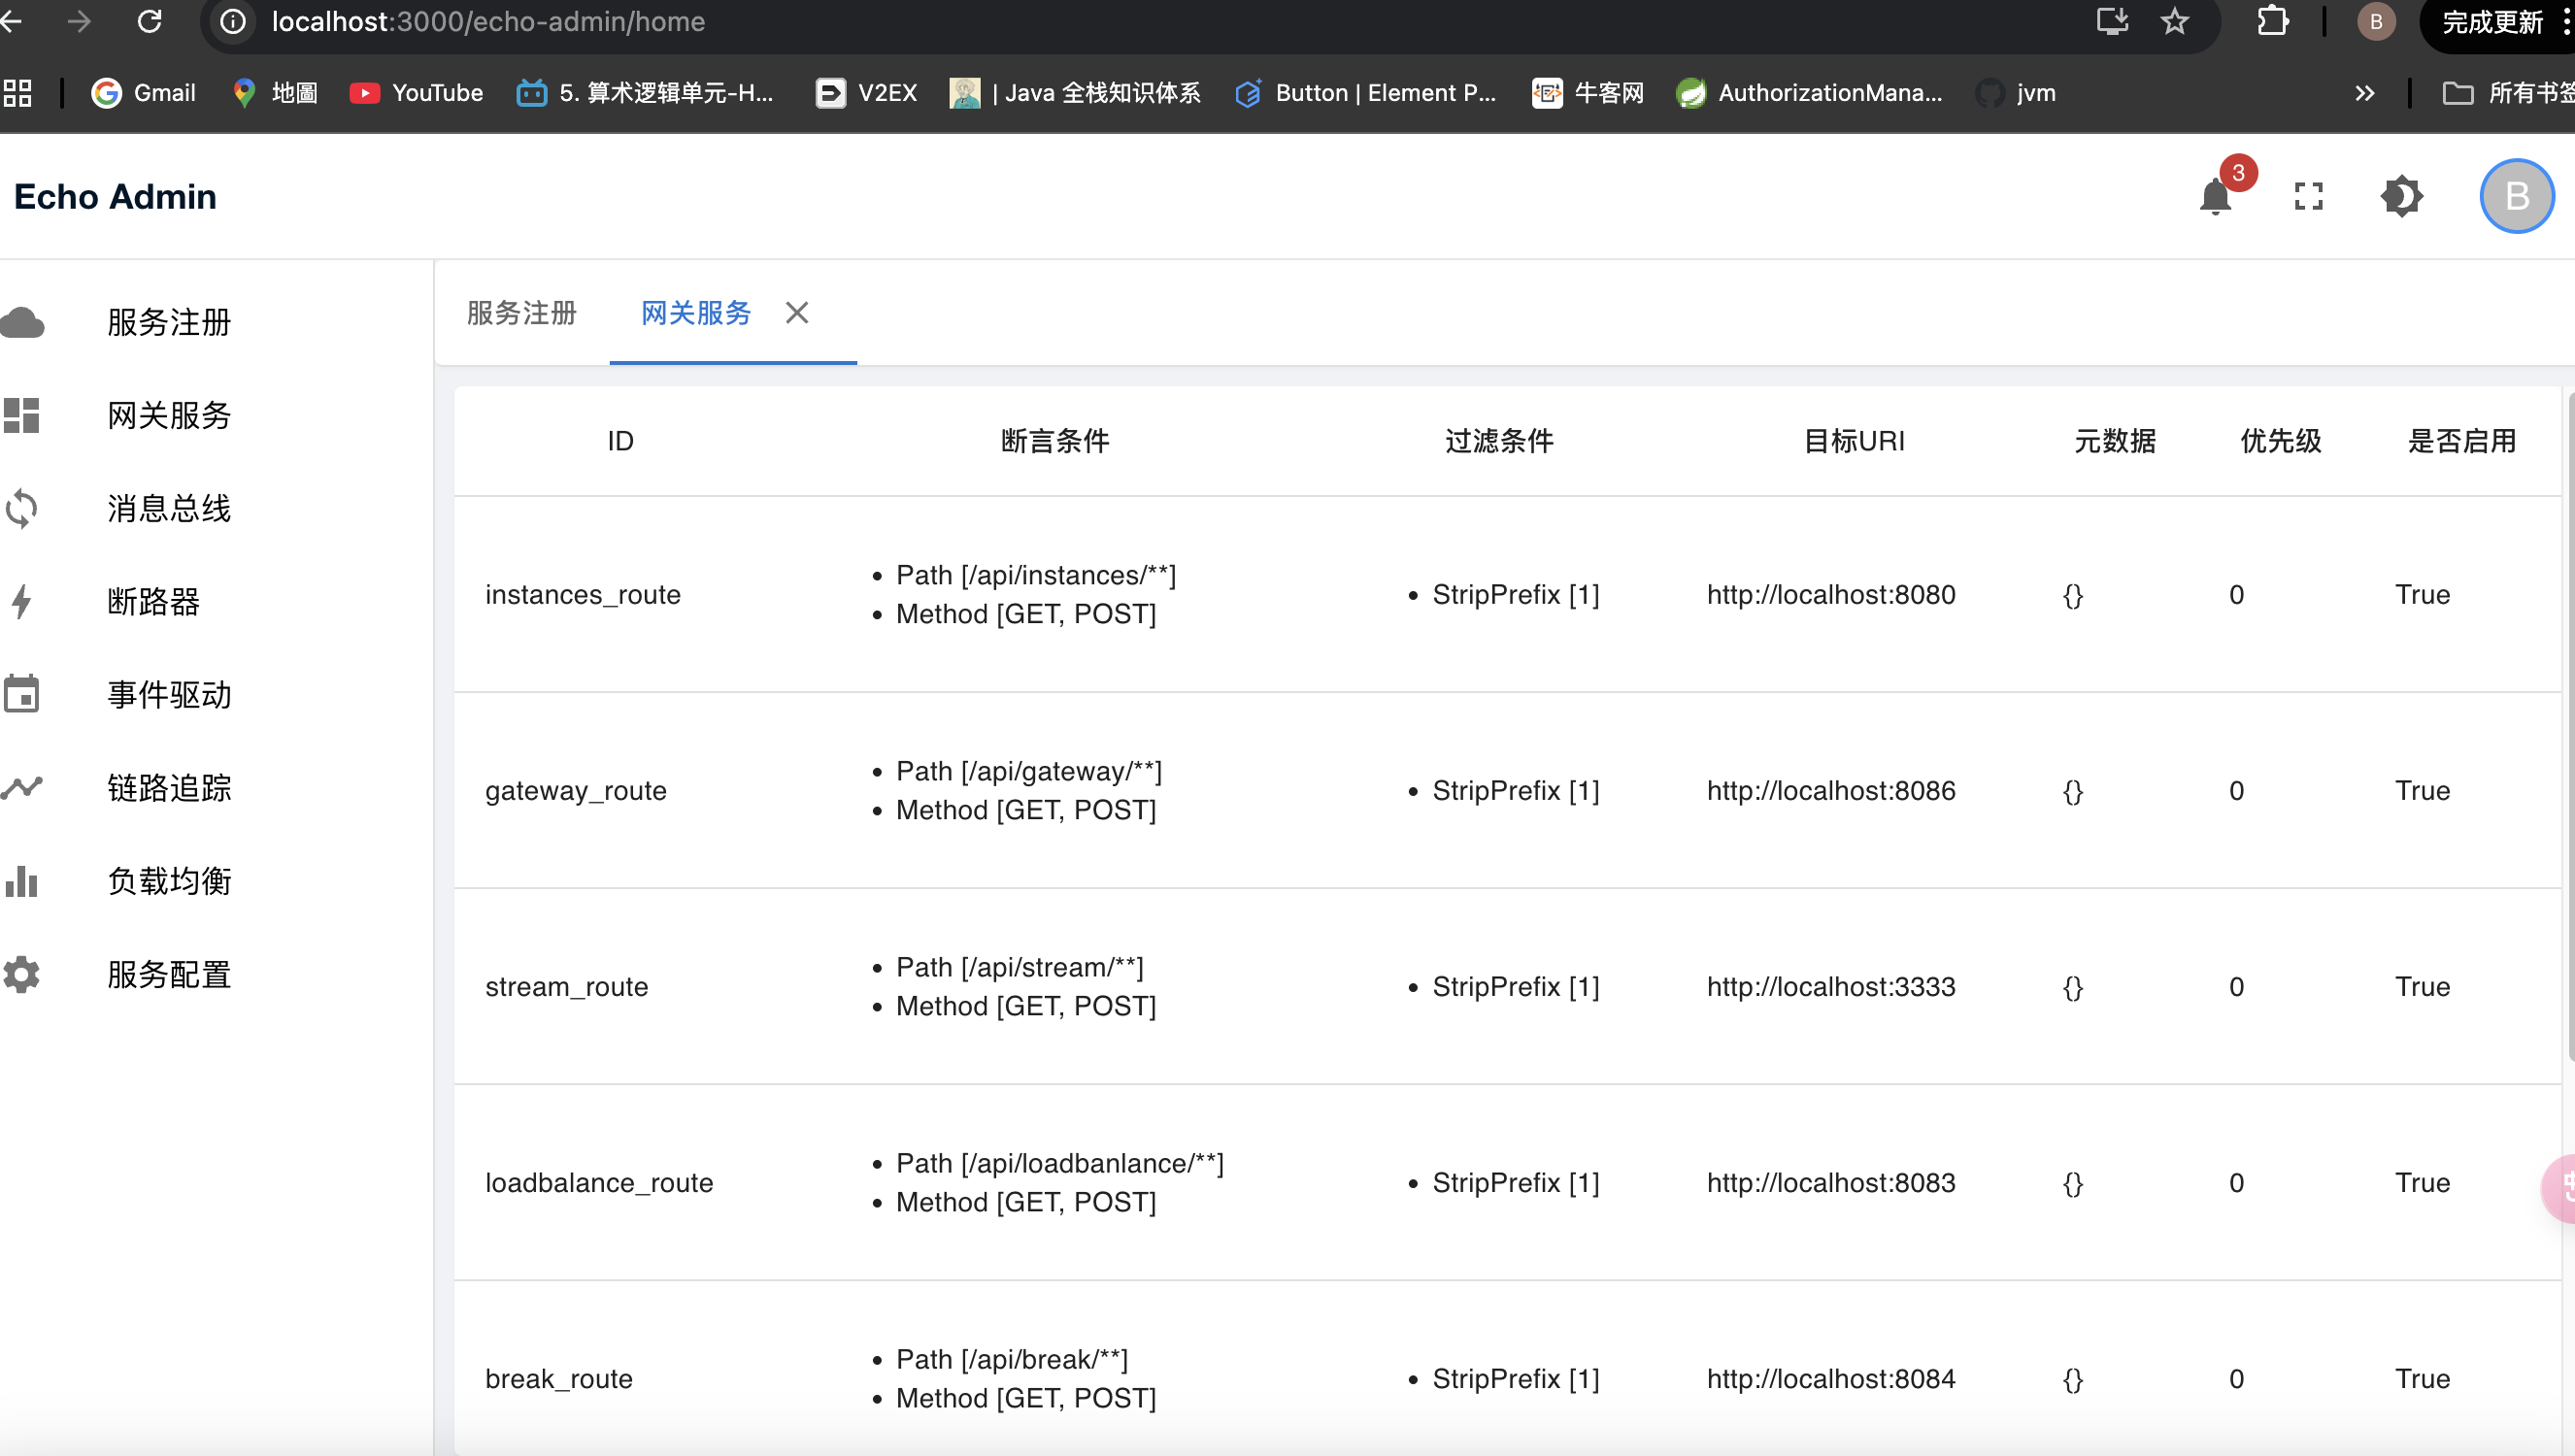 localhost:3000/echo-admin/home
B
完成更新
Gmail
地圖
YouTube
5. 算术逻辑单元-H...
V2EX
| Java 全栈知识体系
Button | Element P...
牛客网
AuthorizationMana...
jvm
所有书签
Echo Admin
3
B
服务注册
网关服务
消息总线
断路器
事件驱动
链路追踪
负载均衡
服务配置
服务注册 网关服务
ID 断言条件 过滤条件 目标URI 元数据 优先级 是否启用
instances_route
• Path [/api/instances/**]
• Method [GET, POST]
• StripPrefix [1]
http://localhost:8080
{}
0
True
gateway_route
• Path [/api/gateway/**]
• Method [GET, POST]
• StripPrefix [1]
http://localhost:8086
{}
0
True
stream_route
• Path [/api/stream/**]
• Method [GET, POST]
• StripPrefix [1]
http://localhost:3333
{}
0
True
loadbalance_route
• Path [/api/loadbanlance/**]
• Method [GET, POST]
• StripPrefix [1]
http://localhost:8083
{}
0
True
break_route
• Path [/api/break/**]
• Method [GET, POST]
• StripPrefix [1]
http://localhost:8084
{}
0
True